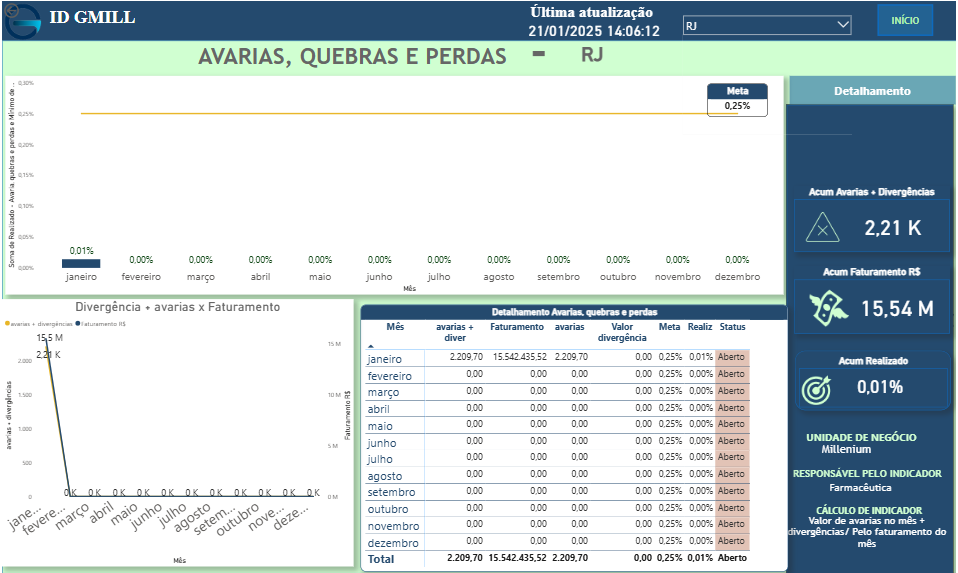 ID GMILL
Última atualização
21/01/2025 14:06:12
RJ
INÍCIO
AVARIAS, QUEBRAS E PERDAS - RJ
Soma de Realizado - Avaria, quebras e perdas e Mínimo de ...
0,30%
0,25%
0,20%
0,15%
0,10%
0,05%
0,00%
Meta
0,25%
0,01% 0,00% 0,00% 0,00% 0,00% 0,00% 0,00% 0,00% 0,00% 0,00% 0,00% 0,00%
janeiro fevereiro março abril maio junho julho agosto setembro outubro novembro dezembro
Mês
Detalhamento
Acum Avarias + Divergências
2,21 K
Acum Faturamento R$
15,54 M
Acum Realizado
0,01%
UNIDADE DE NEGÓCIO
Millenium
RESPONSÁVEL PELO INDICADOR
Farmacêutica
CÁLCULO DE INDICADOR
Valor de avarias no mês +
divergências/ Pelo faturamento do
mês
Divergência + avarias x Faturamento
avarias + divergências Faturamento R$
avarias + divergências
2.000
1.500
1.000
500
0
15,5 M
2,21 K
0 K 0 K 0 K 0 K 0 K 0 K 0 K 0 K 0 K 0 K 0 K
15 M
10 M
5 M
0 M
Faturamento R$
jane... fevere... março abril maio junho julho agosto setem... outubro nove... deze...
Mês
Detalhamento Avarias, quebras e perdas
Mês avarias + Faturamento avarias Valor Meta Realiz Status
diver divergência
janeiro 2.209,70 15.542.435,52 2.209,70 0,00 0,25% 0,01% Aberto
fevereiro 0,00 0,00 0,00 0,00 0,25% 0,00% Aberto
março 0,00 0,00 0,00 0,00 0,25% 0,00% Aberto
abril 0,00 0,00 0,00 0,00 0,25% 0,00% Aberto
maio 0,00 0,00 0,00 0,00 0,25% 0,00% Aberto
junho 0,00 0,00 0,00 0,00 0,25% 0,00% Aberto
julho 0,00 0,00 0,00 0,00 0,25% 0,00% Aberto
agosto 0,00 0,00 0,00 0,00 0,25% 0,00% Aberto
setembro 0,00 0,00 0,00 0,00 0,25% 0,00% Aberto
outubro 0,00 0,00 0,00 0,00 0,25% 0,00% Aberto
novembro 0,00 0,00 0,00 0,00 0,25% 0,00% Aberto
dezembro 0,00 0,00 0,00 0,00 0,25% 0,00% Aberto
Total 2.209,70 15.542.435,52 2.209,70 0,00 0,25% 0,01% Aberto